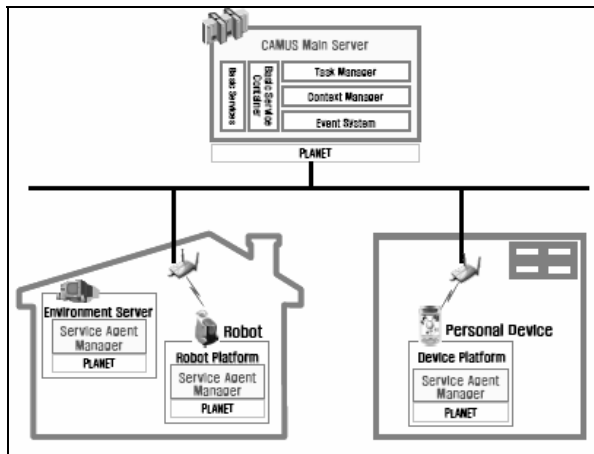 CAMUS Main Server
Basic Services
Basic Service
Container
Task Manager
Context Manager
Event System
PLANET
Environment Server
Service Agent
Manager
PLANET
Robot
Robot Platform
Service Agent
Manager
PLANET
Personal Device
Device Platform
Service Agent
Manager
PLANET